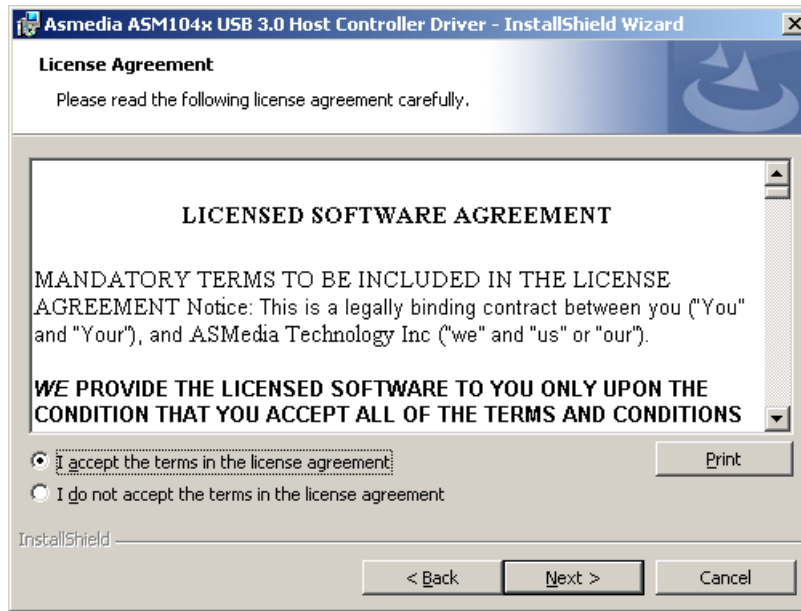 Asmedia ASM104x USB 3.0 Host Controller Driver - InstallShield Wizard
License Agreement
Please read the following license agreement carefully.
LICENSED SOFTWARE AGREEMENT
MANDATORY TERMS TO BE INCLUDED IN THE LICENSE
AGREEMENT Notice: This is a legally binding contract between you ("You"
and "Your"), and ASMedia Technology Inc ("we" and "us" or "our").
WE PROVIDE THE LICENSED SOFTWARE TO YOU ONLY UPON THE
CONDITION THAT YOU ACCEPT ALL OF THE TERMS AND CONDITIONS
I accept the terms in the license agreement
Print
I do not accept the terms in the license agreement
InstallShield
< Back
Next >
Cancel